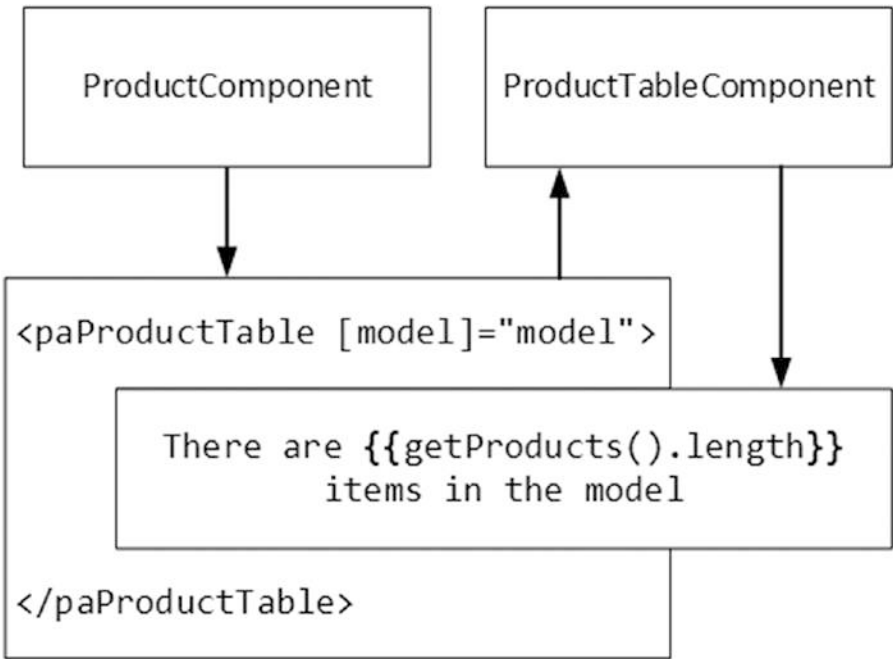 ProductComponent
ProductTableComponent
<paProductTable [model]="model">
There are {{getProducts().length}}
items in the model
</paProductTable>